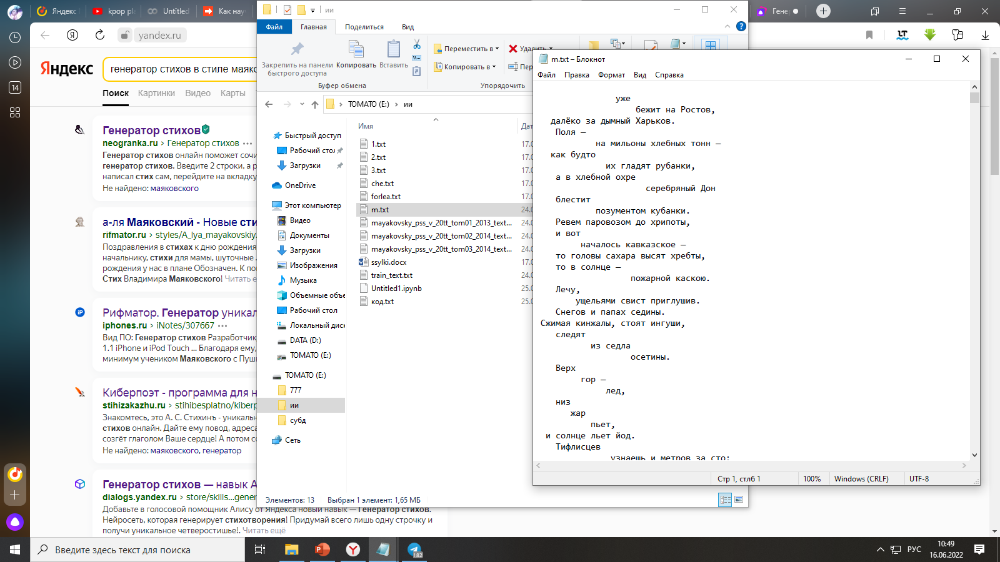 Яндекс
kpop pl
Untitled
Как нау
ии
Гене
yandex.ru
Файл
Главная
Поделиться
Вид
Закрепить на панели быстрого доступа
Копировать
Вставить
Переместить в
Копировать в
Удалить
Пер
Буфер обмена
Упорядочить
TOMATO (E:) › ии
Яндекс
генератор стихов в стиле маяко
Поиск
Картинки
Видео
Карты
14
Генератор стихов
neogranka.ru › Генератор стихов
Генератор стихов онлайн поможет сочи
генератор стихов. Введите 2 строки, а р
написал стих сам, перейдите на вкладку
Не найдено: маяковского
а-ля Маяковский - Новые сти
rifmator.ru › styles/A_lya_mayakovskiy.
Поздравления в стихах к дню рождения
начальнику, стихи для мамы, шуточные .
рождения у нас в плане Обозначен. К по
Стих Владимира Маяковского! Читать е
Рифматор. Генератор уникал
iphones.ru › iNotes/307667
Вид ПО: Генератор стихов Разработчик
1.1 iPhone и iPod Touch ... Благодаря ему,
минимум учеником Маяковского с Пушк
Киберпоэт - программа для н
stihizakazhu.ru › stihibesplatno/kiberp
Знакомтесь, это А. С. Стихинъ - уникальн
стихов онлайн. Дайте ему повод, адреса
созгёт глаголом Ваше сердце! А потом со
Не найдено: маяковского, генератор
Генератор стихов — навык А
dialogs.yandex.ru › store/skills...gener
Добавьте в голосовой помощник Алису от Яндекса новый навык — Генератор стихов.
Нейросеть, которая генерирует стихотворения! Придумай всего лишь одну строчку и
получи уникальное четверостишье!. Читать ещё
Быстрый доступ
Рабочий стол
Загрузки
OneDrive
Этот компьютер
Видео
Документы
Загрузки
Изображения
Музыка
Объемные объе
Рабочий стол
Локальный диск
DATA (D:)
TOMATO (E:)
TOMATO (E:)
777
ии
субд
Сеть
Имя
Дат
1.txt 17.0
2.txt 17.0
3.txt 17.0
che.txt 17.0
forlea.txt 17.0
m.txt 24.0
mayakovsky_pss_v_20tt_tom01_2013_text... 24.0
mayakovsky_pss_v_20tt_tom02_2014_text... 24.0
mayakovsky_pss_v_20tt_tom03_2014_text... 24.0
ssylki.docx 17.0
train_text.txt 24.0
Untitled1.ipynb 25.0
код.txt 25.0
Элементов: 13
Выбран 1 элемент: 1,65 МБ
m.txt – Блокнот
Файл
Правка
Формат
Вид
Справка
уже
бежит на Ростов,
далёко за дымный Харьков.
Поля —
на мильоны хлебных тонн —
как будто
их гладят рубанки,
а в хлебной охре
серебряный Дон
блестит
позументом кубанки.
Ревем паровозом до хрипоты,
и вот
началось кавказское —
то головы сахара высят хребты,
то в солнце —
пожарной каскою.
Лечу,
ущельями свист приглушив.
Снегов и папах седины.
Сжимая кинжалы, стоят ингуши,
следят
из седла
осетины.
Верх
гор —
лед,
низ
жар
пьет,
и солнце льет йод.
Тифлисцев
узнаешь и метров за сто:
Стр 1, стлб 1
100%
Windows (CRLF)
UTF-8
Введите здесь текст для поиска
182
РУС
10:49
16.06.2022